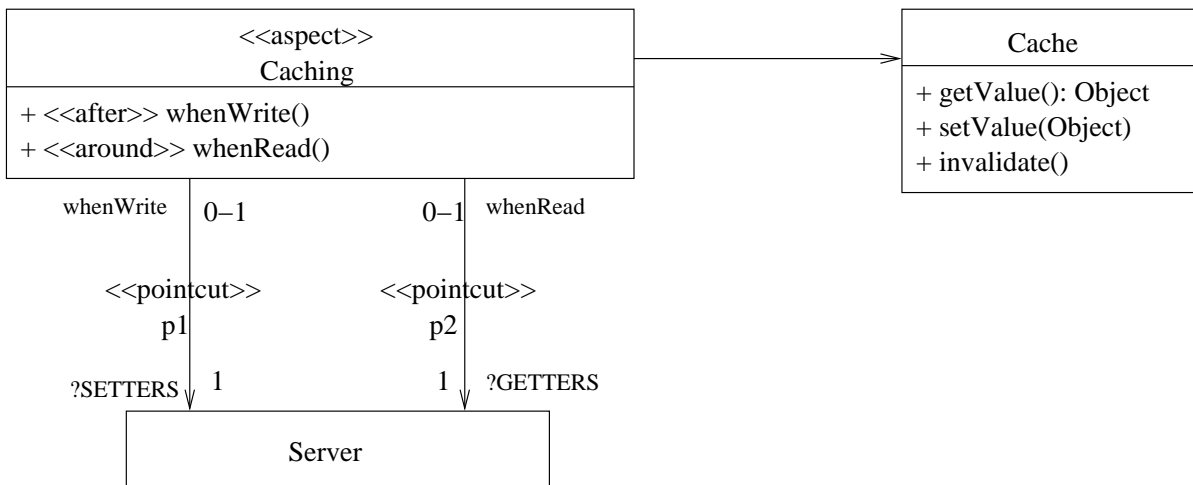 <<aspect>>
Caching
+ <<after>> whenWrite()
+ <<around>> whenRead()
Cache
+ getValue(): Object
+ setValue(Object)
+ invalidate()
whenWrite
0–1
0–1
whenRead
<<pointcut>>
p1
<<pointcut>>
p2
?SETTERS
1
1
?GETTERS
Server